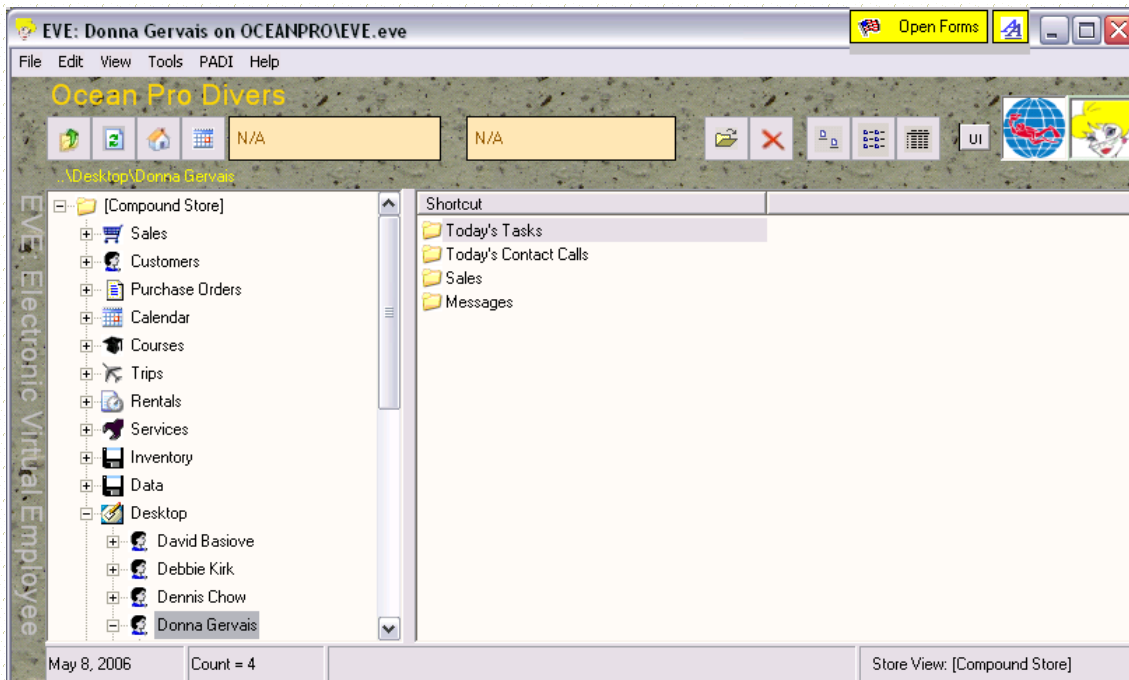 EVE: Donna Gervais on OCEANPRO\EVE.eve
Open Forms
File Edit View Tools PADI Help
Ocean Pro Divers
N/A N/A UI
..\Desktop\Donna Gervais
EVE: Electronic Virtual Employee
[Compound Store]
Sales
Customers
Purchase Orders
Calendar
Courses
Trips
Rentals
Services
Inventory
Data
Desktop
David Basiove
Debbie Kirk
Dennis Chow
Donna Gervais
Shortcut
Today's Tasks
Today's Contact Calls
Sales
Messages
May 8, 2006 Count = 4 Store View: [Compound Store]